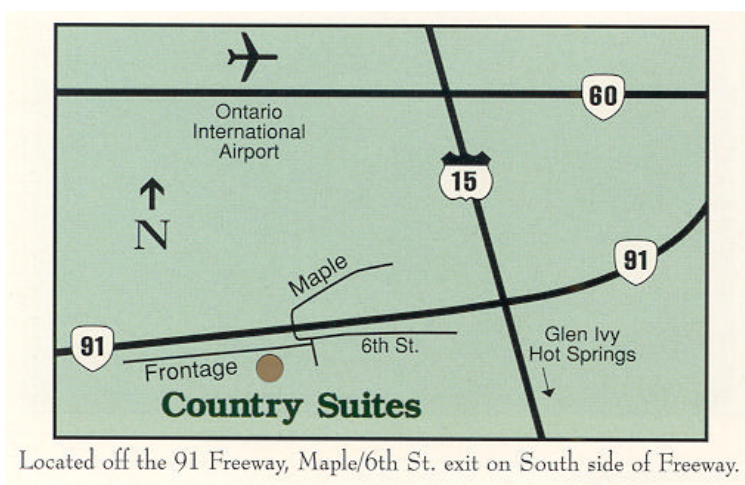 60
Ontario
International
Airport
15
N
Maple
91
91
6th St.
Glen Ivy
Hot Springs
Frontage
Country Suites
Located off the 91 Freeway, Maple/6th St. exit on South side of Freeway.